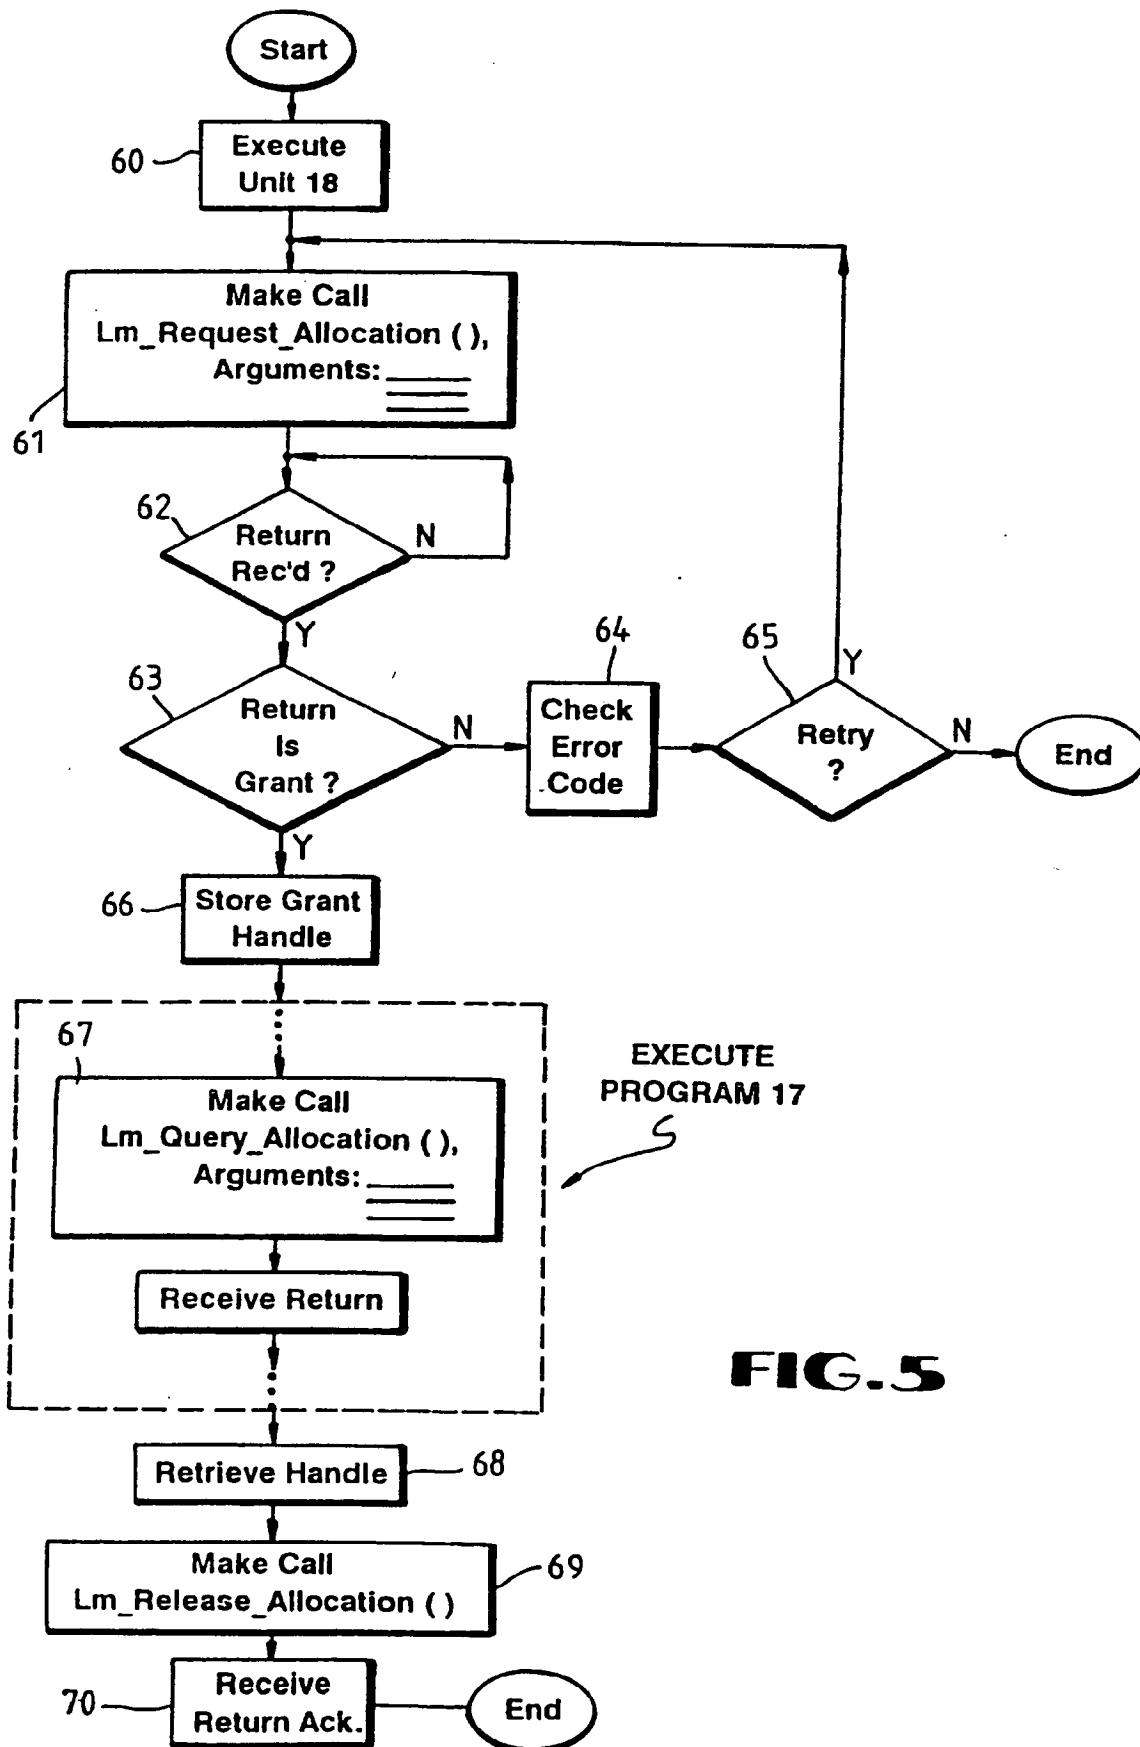 Start
60
Execute
Unit 18
Make Call
Lm_Request_Allocation ( ),
Arguments:
61
62
Return
Rec'd ?
N
Y
63
Return
Is
Grant ?
N
Y
64
Check
Error
Code
65
Retry
?
Y
N
End
66
Store Grant
Handle
67
Make Call
Lm_Query_Allocation ( ),
Arguments:
Receive Return
EXECUTE
PROGRAM 17
FIG.5
Retrieve Handle
68
Make Call
Lm_Release_Allocation ( )
69
70
Receive
Return Ack.
End